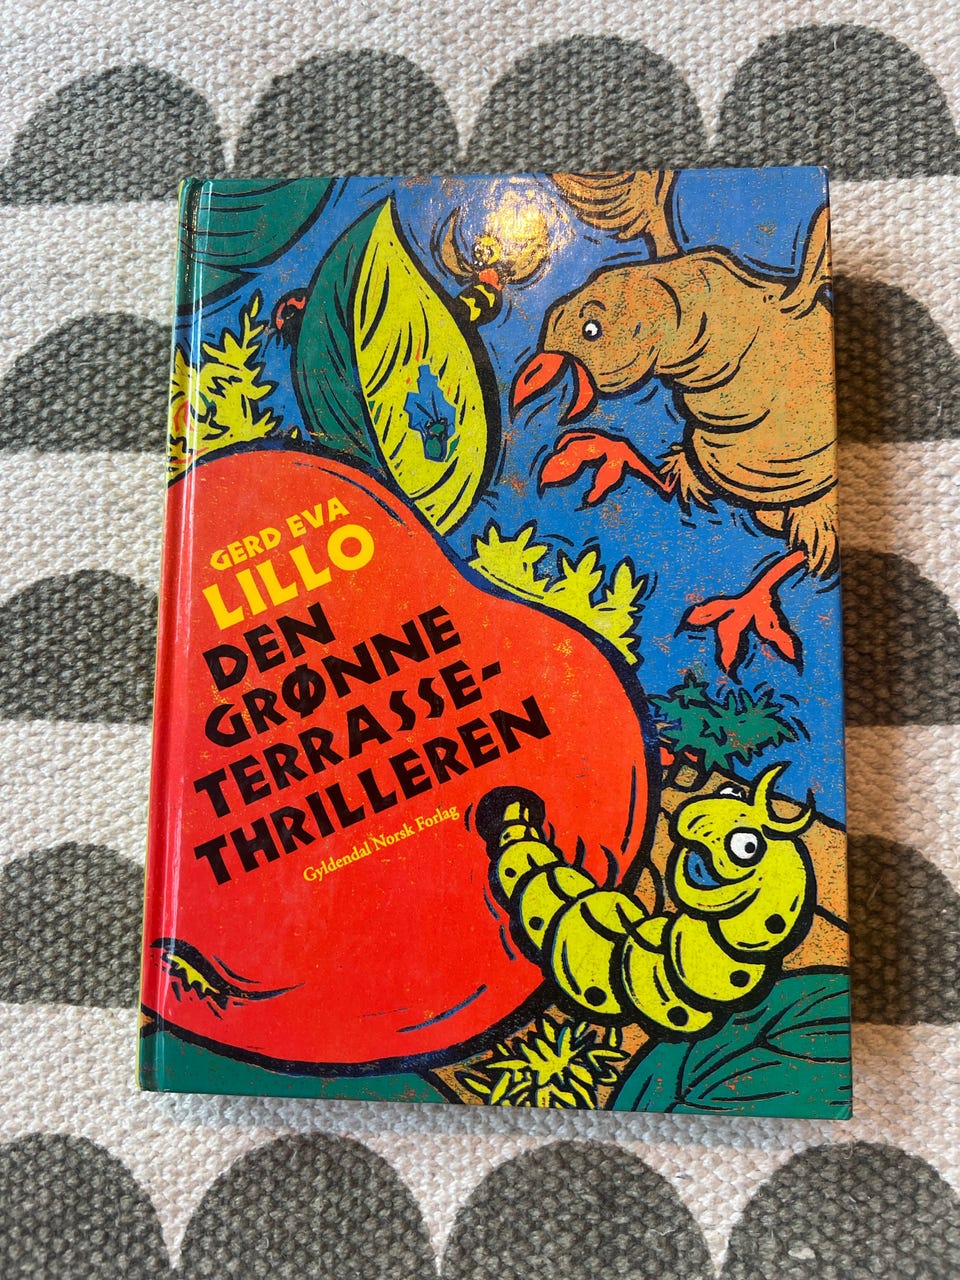 GERD EVA
LILLO
DEN
GRØNNE
TERRASSE-
THRILLEREN
Gyldendal Norsk Forlag